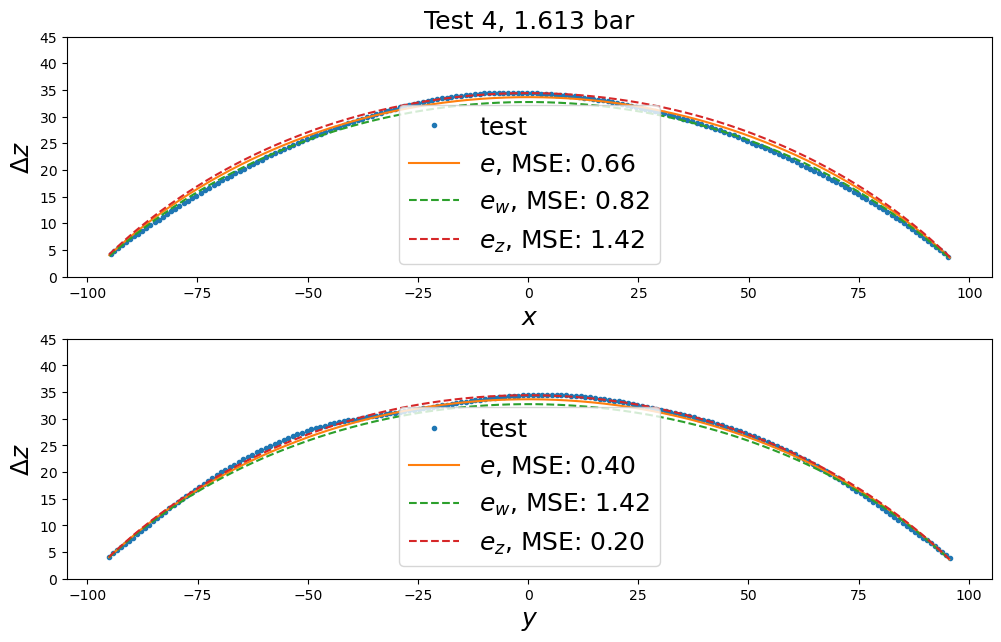 Test 4, 1.613 bar
45
40
35
30
25
20
15
10
5
0
Δz
test
e, MSE: 0.66
e_w, MSE: 0.82
e_z, MSE: 1.42
−100 −75 −50 −25 0 25 50 75 100
x
45
40
35
30
25
20
15
10
5
0
Δz
test
e, MSE: 0.40
e_w, MSE: 1.42
e_z, MSE: 0.20
−100 −75 −50 −25 0 25 50 75 100
y